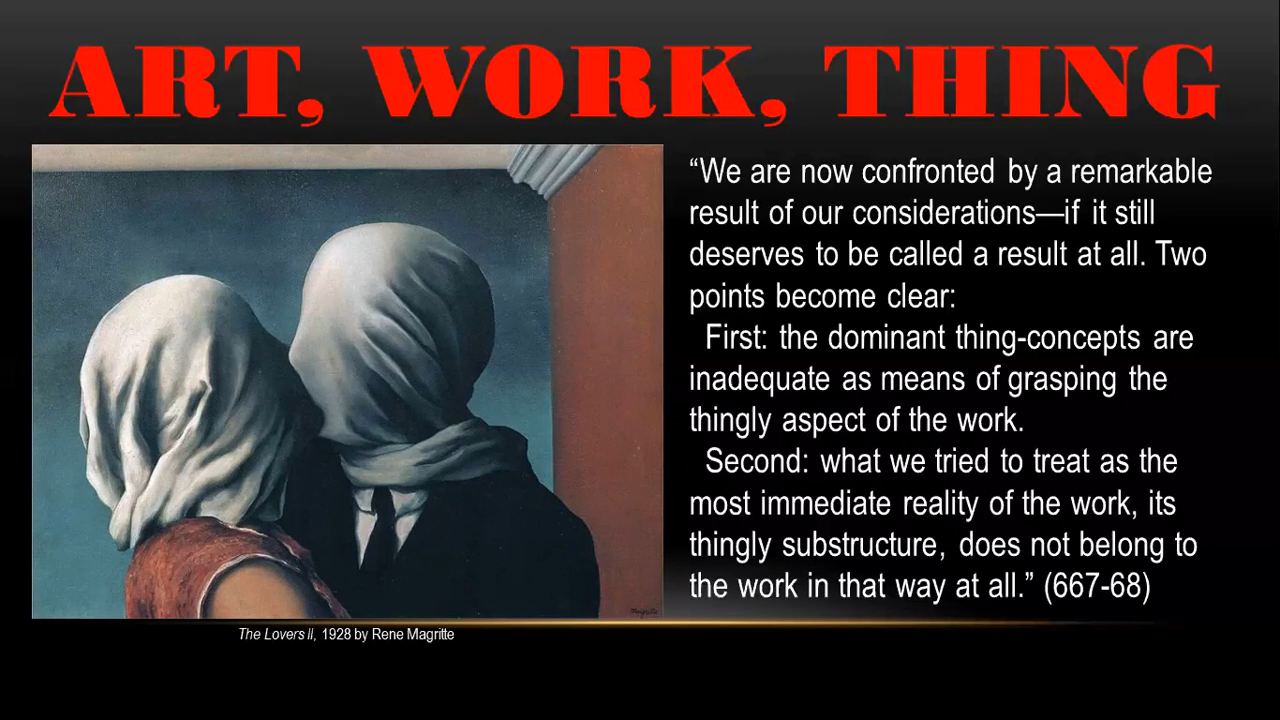 ART, WORK, THING
“We are now confronted by a remarkable
result of our considerations—if it still
deserves to be called a result at all. Two
points become clear:
First: the dominant thing-concepts are
inadequate as means of grasping the
thingly aspect of the work.
Second: what we tried to treat as the
most immediate reality of the work, its
thingly substructure, does not belong to
the work in that way at all.” (667-68)
Magritte
The Lovers II, 1928 by Rene Magritte